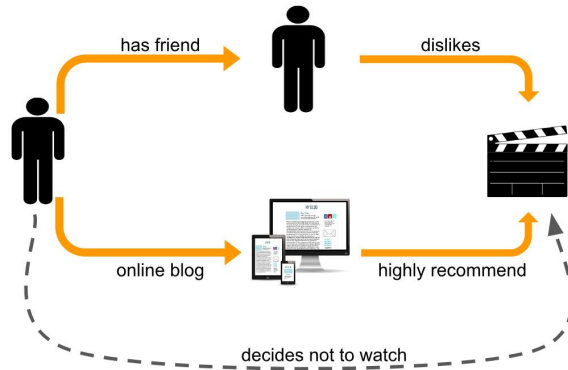 has friend
dislikes
online blog
highly recommend
decides not to watch